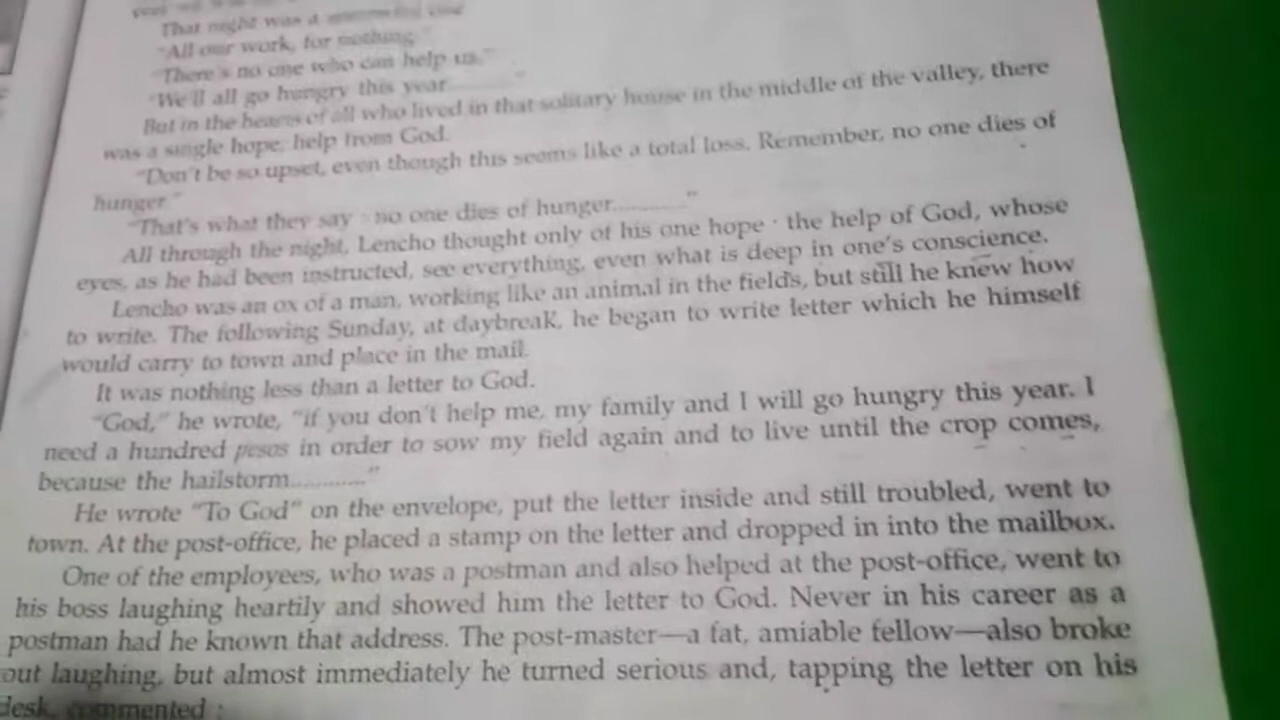 That night was a
"All our work, for nothing
"There's no one who can help us."
"We'll all go hungry this year.........."
But in the hearts of all who lived in that solitary house in the middle of the valley, there
was a single hope; help from God.
"Don't be so upset, even though this seems like a total loss. Remember, no one dies of
hunger."
"That's what they say - no one dies of hunger..........."
All through the night, Lencho thought only of his one hope · the help of God, whose
eyes, as he had been instructed, see everything, even what is deep in one's conscience.
Lencho was an ox of a man, working like an animal in the fields, but still he knew how
to write. The following Sunday, at daybreak, he began to write letter which he himself
would carry to town and place in the mail.
It was nothing less than a letter to God.
"God," he wrote, "if you don't help me, my family and I will go hungry this year. I
need a hundred pesos in order to sow my field again and to live until the crop comes,
because the hailstorm..........."
He wrote "To God" on the envelope, put the letter inside and still troubled, went to
town. At the post-office, he placed a stamp on the letter and dropped in into the mailbox.
One of the employees, who was a postman and also helped at the post-office, went to
his boss laughing heartily and showed him the letter to God. Never in his career as a
postman had he known that address. The post-master—a fat, amiable fellow—also broke
out laughing, but almost immediately he turned serious and, tapping the letter on his
desk, commented :